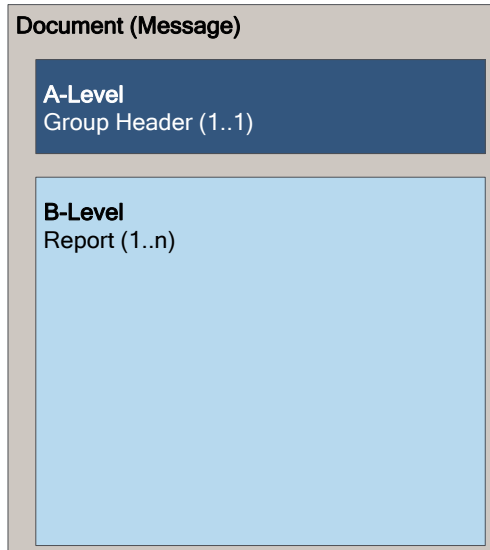 Document (Message)
A-Level
Group Header (1..1)
B-Level
Report (1..n)